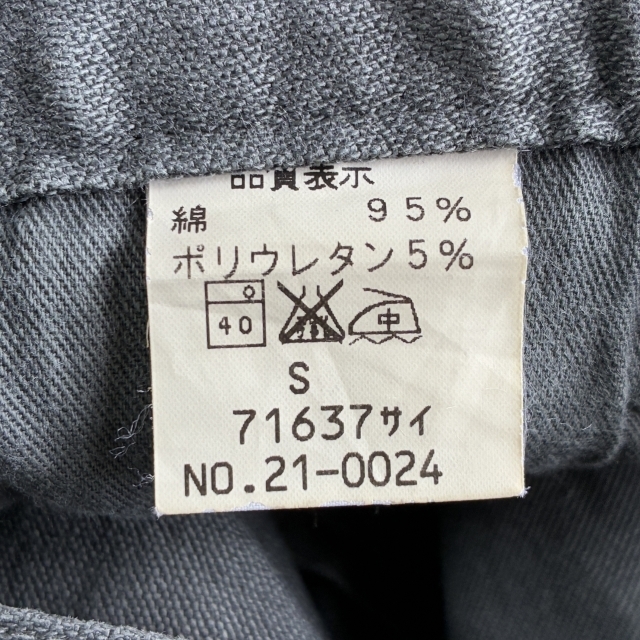 品質表示
綿 95%
ポリウレタン5%
40 中
S
71637サイ
NO.21-0024